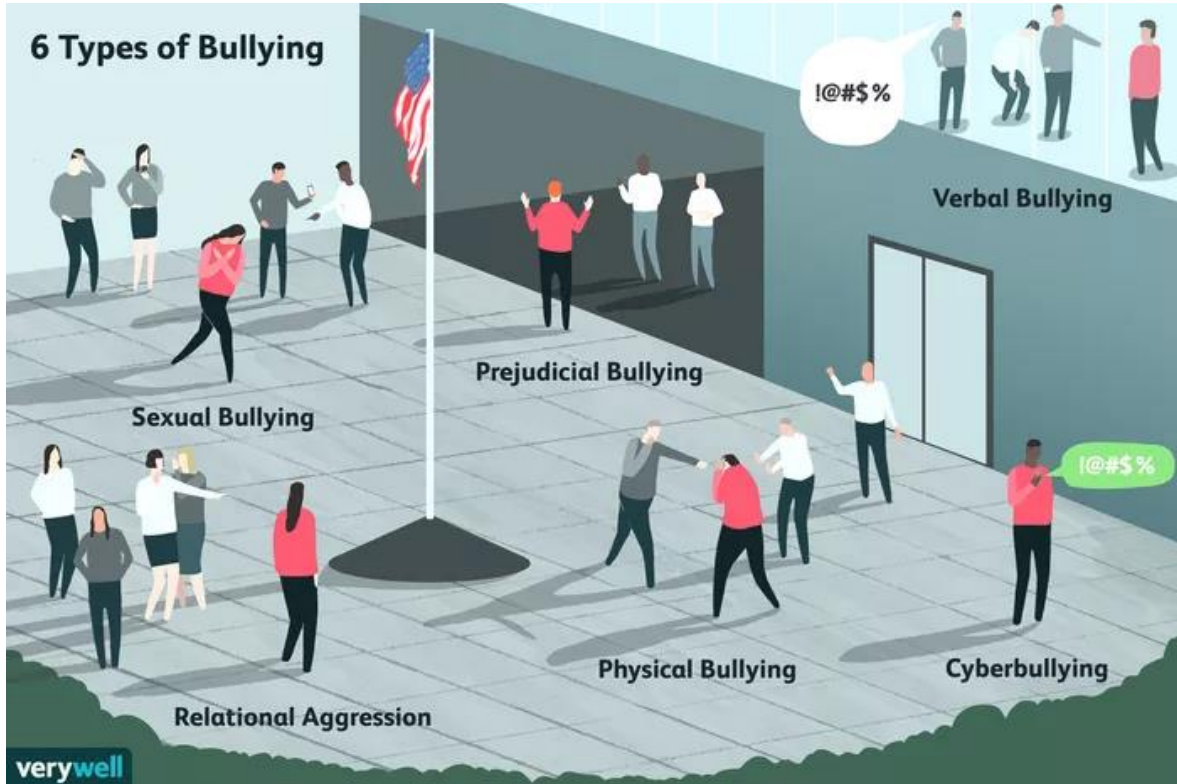 6 Types of Bullying
!@#$%
Verbal Bullying
Prejudicial Bullying
Sexual Bullying
!@#$%
Physical Bullying
Cyberbullying
Relational Aggression
verywell